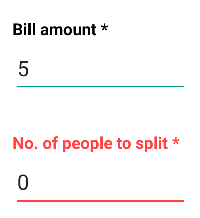 Bill amount *
5
No. of people to split *
0